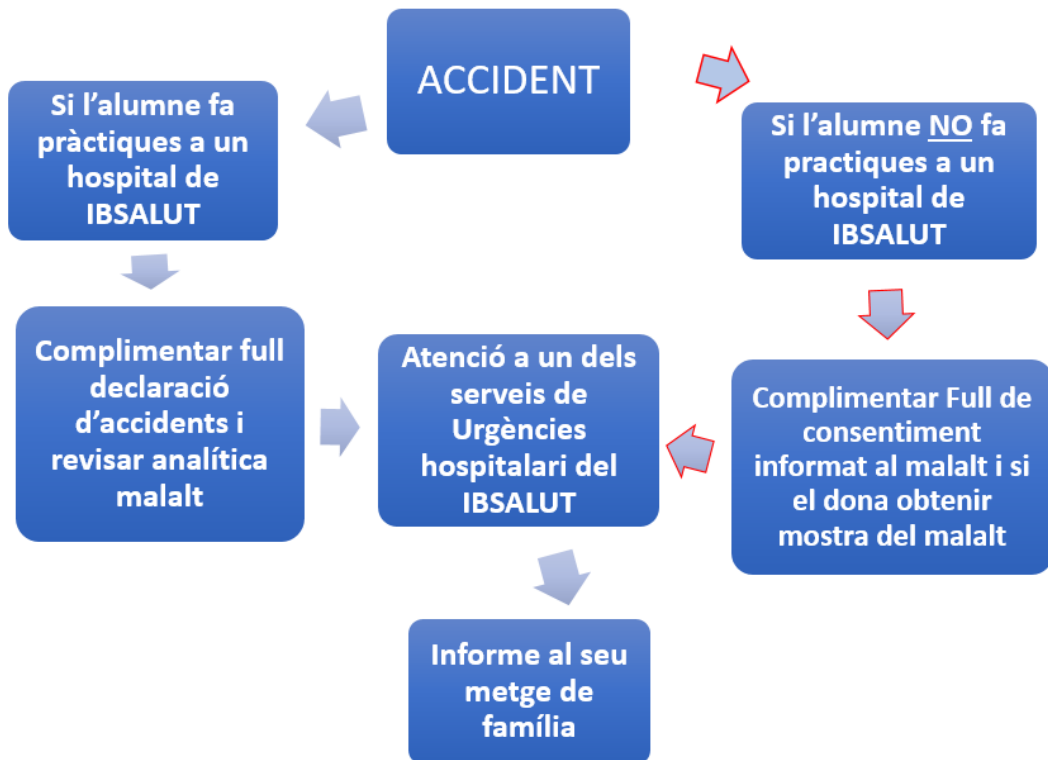 ACCIDENT
Si l’alumne fa
pràctiques a un
hospital de
IBSALUT
Si l’alumne NO fa
practiques a un
hospital de
IBSALUT
Complimentar full
declaració
d’accidents i
revisar analítica
malalt
Atenció a un dels
serveis de
Urgències
hospitalari del
IBSALUT
Complimentar Full de
consentiment
informat al malalt i si
el dona obtenir
mostra del malalt
Informe al seu
metge de
família